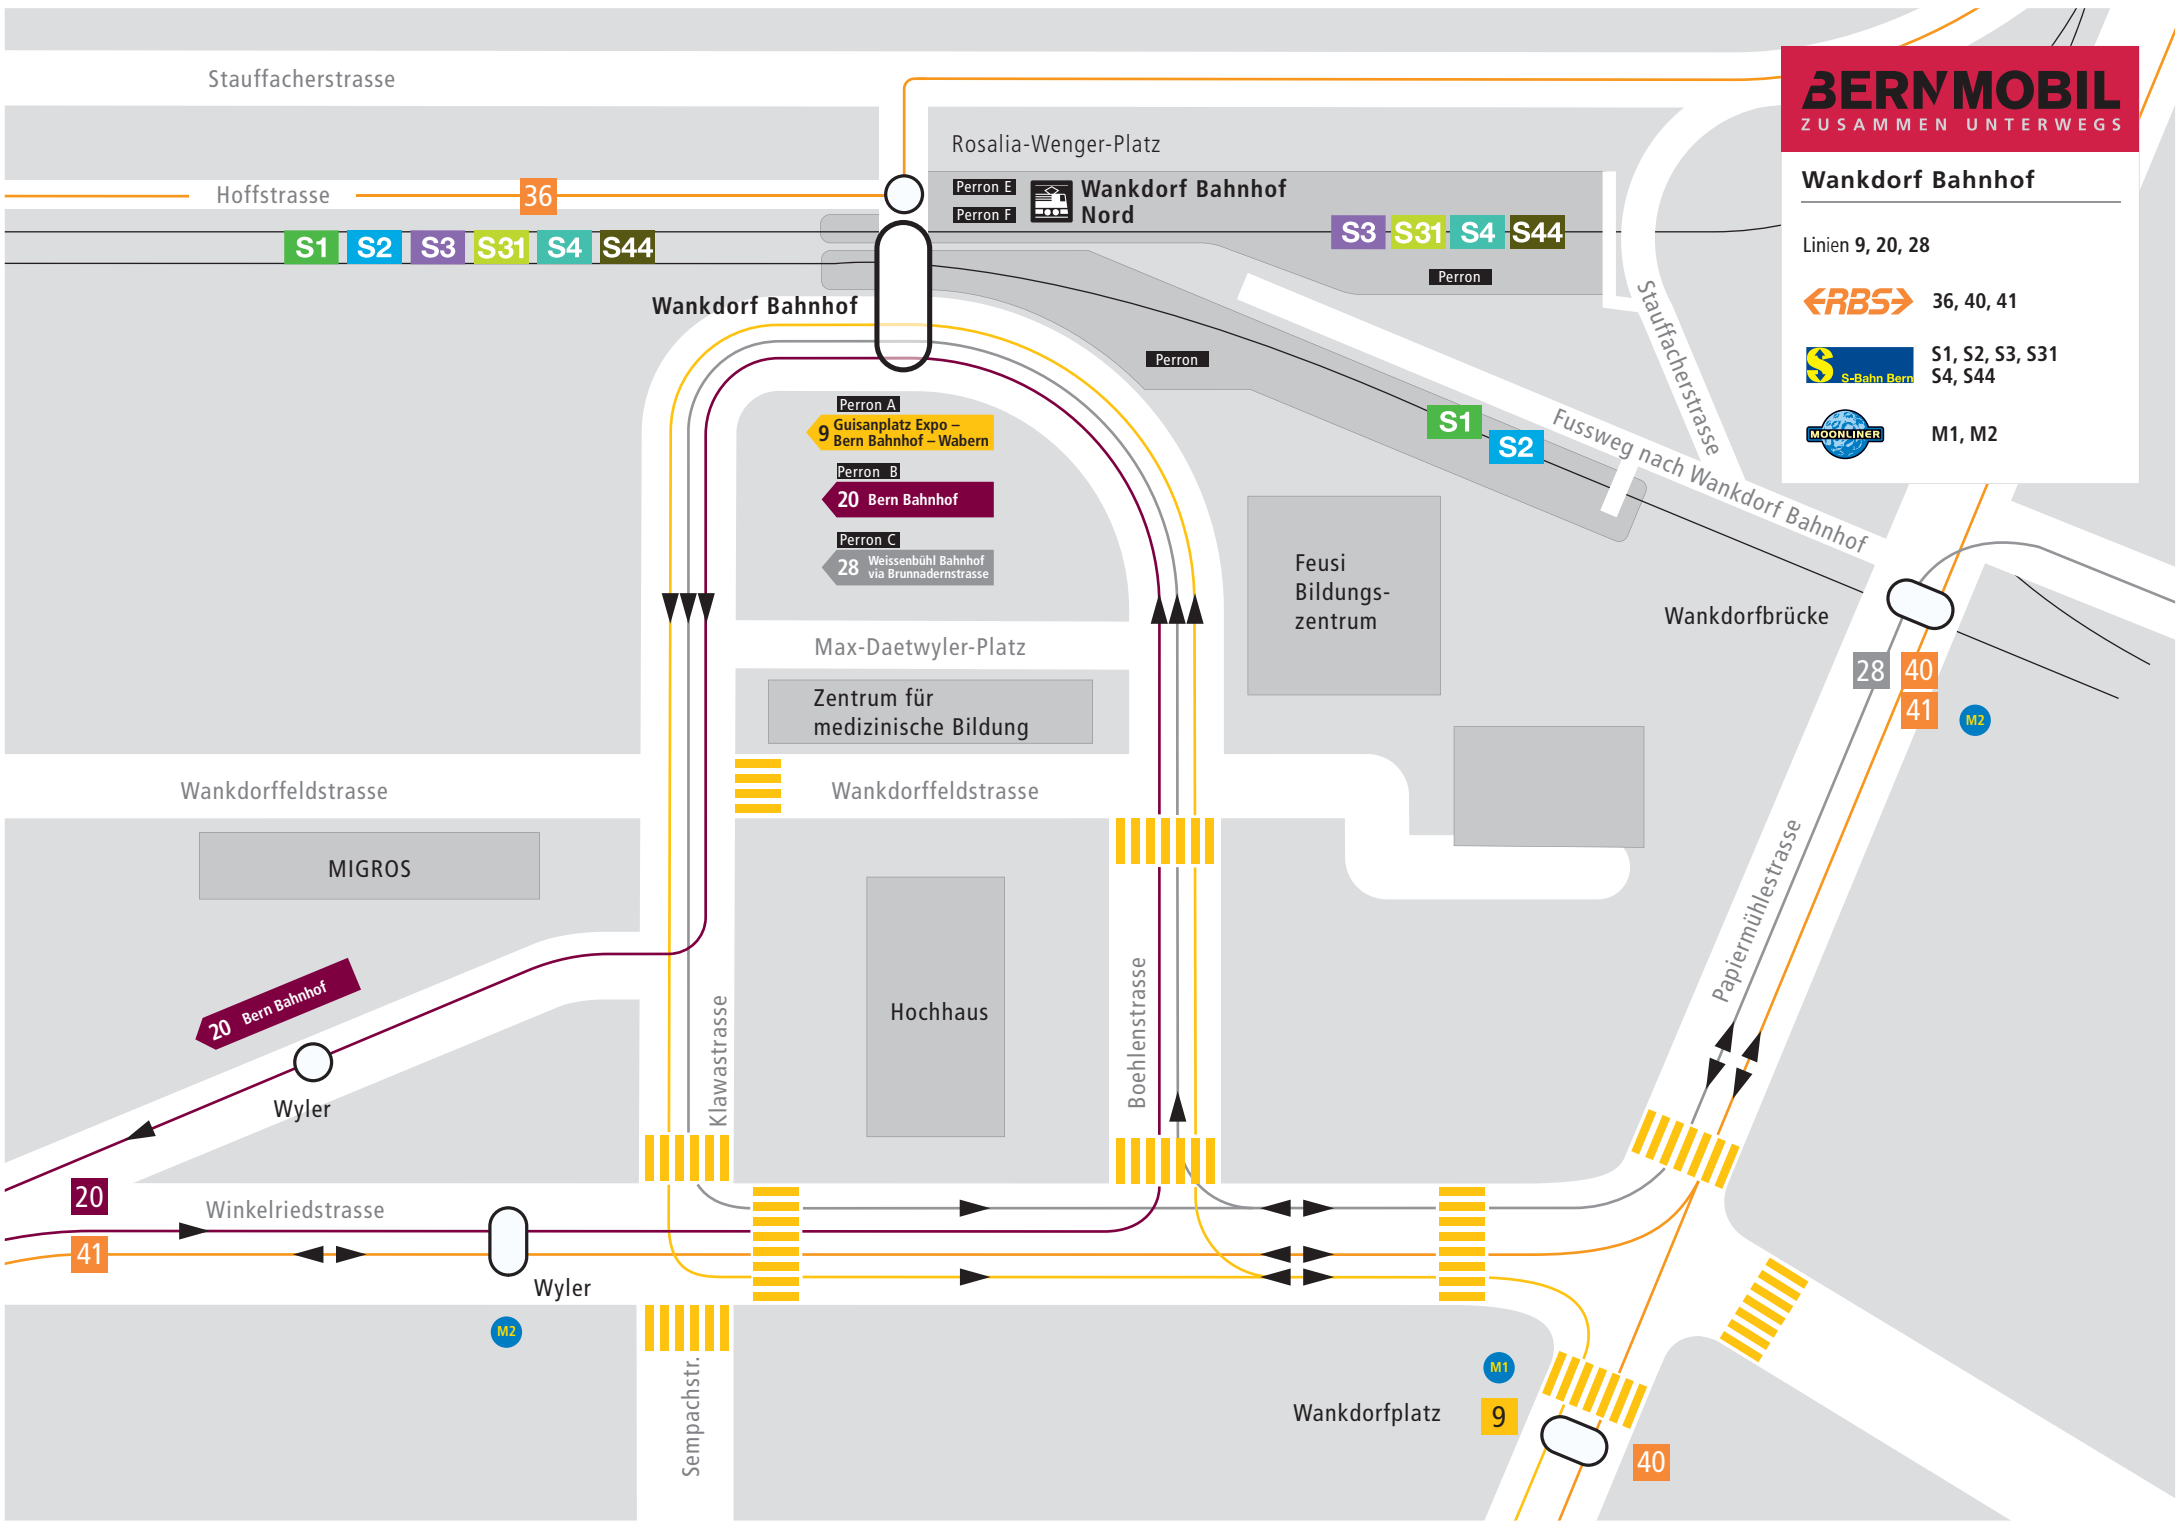 Stauffacherstrasse
BERNMOBIL
ZUSAMMEN UNTERWEGS
Wankdorf Bahnhof
Linien 9, 20, 28
RBS
36, 40, 41
S
S-Bahn Bern
S1, S2, S3, S31
S4, S44
MOONLINER
M1, M2
Rosalia-Wenger-Platz
Hoffstrasse
36
Perron E
Perron F
Wankdorf Bahnhof
Nord
S1
S2
S3
S31
S4
S44
S3
S31
S4
S44
Perron
Wankdorf Bahnhof
Perron
Stauffacherstrasse
Perron A
9
Guisanplatz Expo –
Bern Bahnhof – Wabern
Perron B
20 Bern Bahnhof
Perron C
28
Weissenbühl Bahnhof
via Brunnadernstrasse
S1
S2
Fussweg nach Wankdorf Bahnhof
Feusi
Bildungs-
zentrum
Wankdorfbrücke
28
40
41
M2
Max-Daetwyler-Platz
Zentrum für
medizinische Bildung
Wankdorffeldstrasse
Wankdorffeldstrasse
MIGROS
Papiermühlestrasse
20 Bern Bahnhof
Wyler
Klawastrasse
Hochhaus
Boehlenstrasse
20
Winkelriedstrasse
41
Wyler
M2
Sempachstr.
M1
Wankdorfplatz
9
40